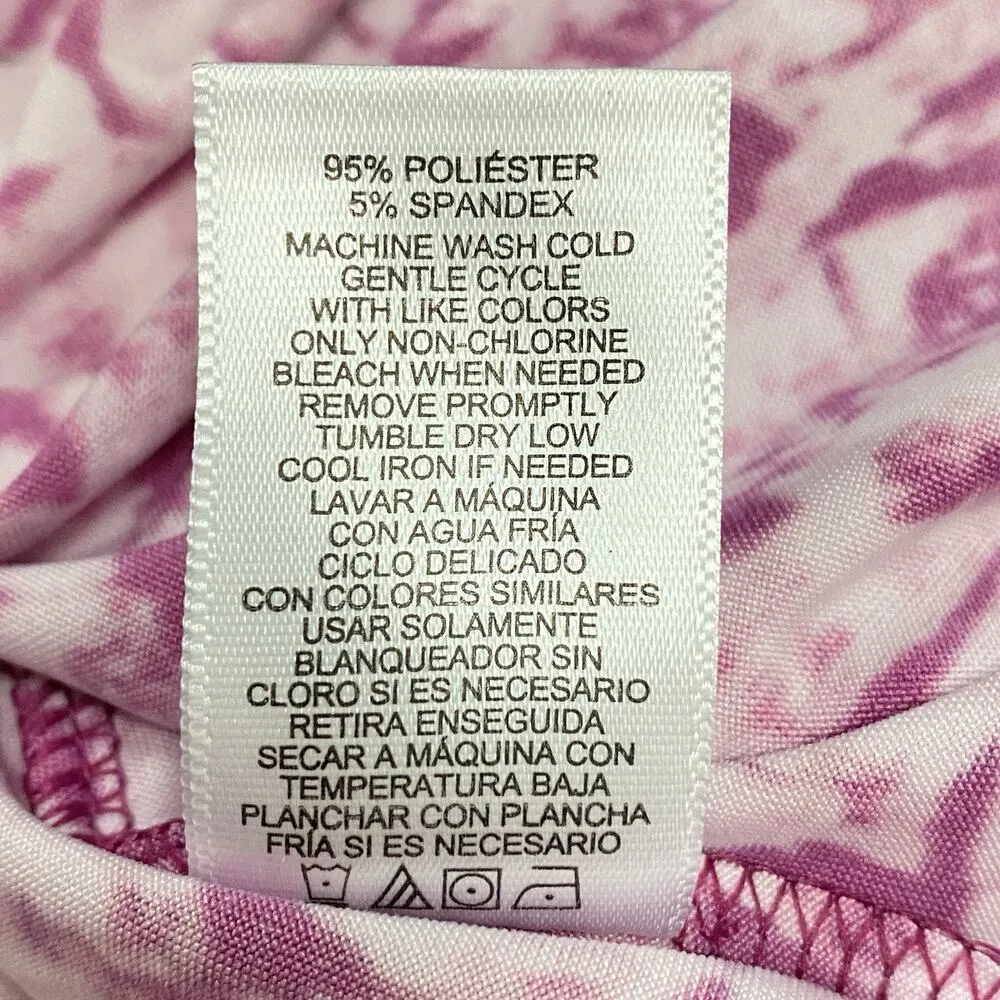 95% POLIÉSTER
5% SPANDEX
MACHINE WASH COLD
GENTLE CYCLE
WITH LIKE COLORS
ONLY NON-CHLORINE
BLEACH WHEN NEEDED
REMOVE PROMPTLY
TUMBLE DRY LOW
COOL IRON IF NEEDED
LAVAR A MÁQUINA
CON AGUA FRÍA
CICLO DELICADO
CON COLORES SIMILARES
USAR SOLAMENTE
BLANQUEADOR SIN
CLORO SI ES NECESARIO
RETIRA ENSEGUIDA
SECAR A MÁQUINA CON
TEMPERATURA BAJA
PLANCHAR CON PLANCHA
FRÍA SI ES NECESARIO